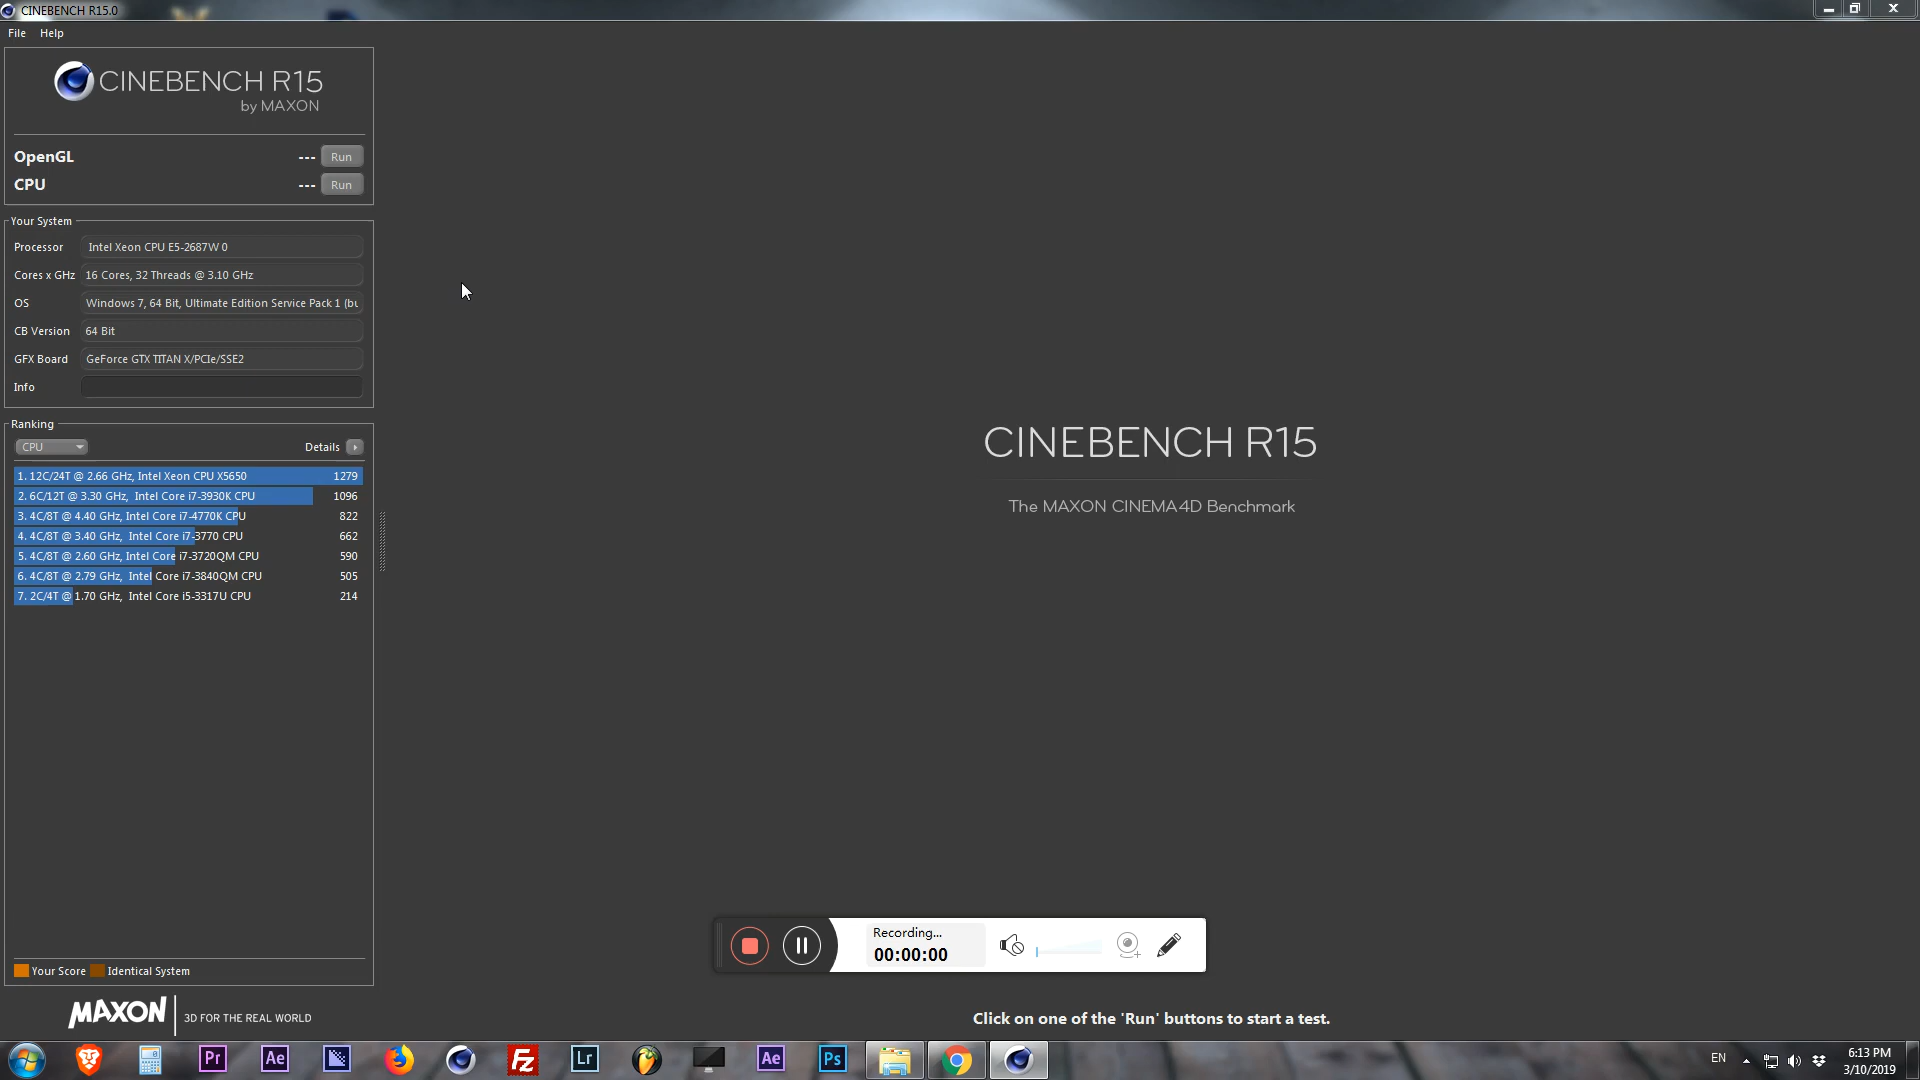 CINEBENCH R15.0
File Help
CINEBENCH R15
by MAXON
OpenGL --- Run
CPU --- Run
Your System
Processor Intel Xeon CPU E5-2687W 0
Cores x GHz 16 Cores, 32 Threads @ 3.10 GHz
OS Windows 7, 64 Bit, Ultimate Edition Service Pack 1 (bu
CB Version 64 Bit
GFX Board GeForce GTX TITAN X/PCIe/SSE2
Info
Ranking
CPU Details
1. 12C/24T @ 2.66 GHz, Intel Xeon CPU X5650 1279
2. 6C/12T @ 3.30 GHz, Intel Core i7-3930K CPU 1096
3. 4C/8T @ 4.40 GHz, Intel Core i7-4770K CPU 822
4. 4C/8T @ 3.40 GHz, Intel Core i7-3770 CPU 662
5. 4C/8T @ 2.60 GHz, Intel Core i7-3720QM CPU 590
6. 4C/8T @ 2.79 GHz, Intel Core i7-3840QM CPU 505
7. 2C/4T @ 1.70 GHz, Intel Core i5-3317U CPU 214
Your Score Identical System
MAXON 3D FOR THE REAL WORLD
CINEBENCH R15
The MAXON CINEMA4D Benchmark
Recording...
00:00:00
Click on one of the 'Run' buttons to start a test.
Pr Ae Fz Lr Ae Ps
EN
6:13 PM
3/10/2019